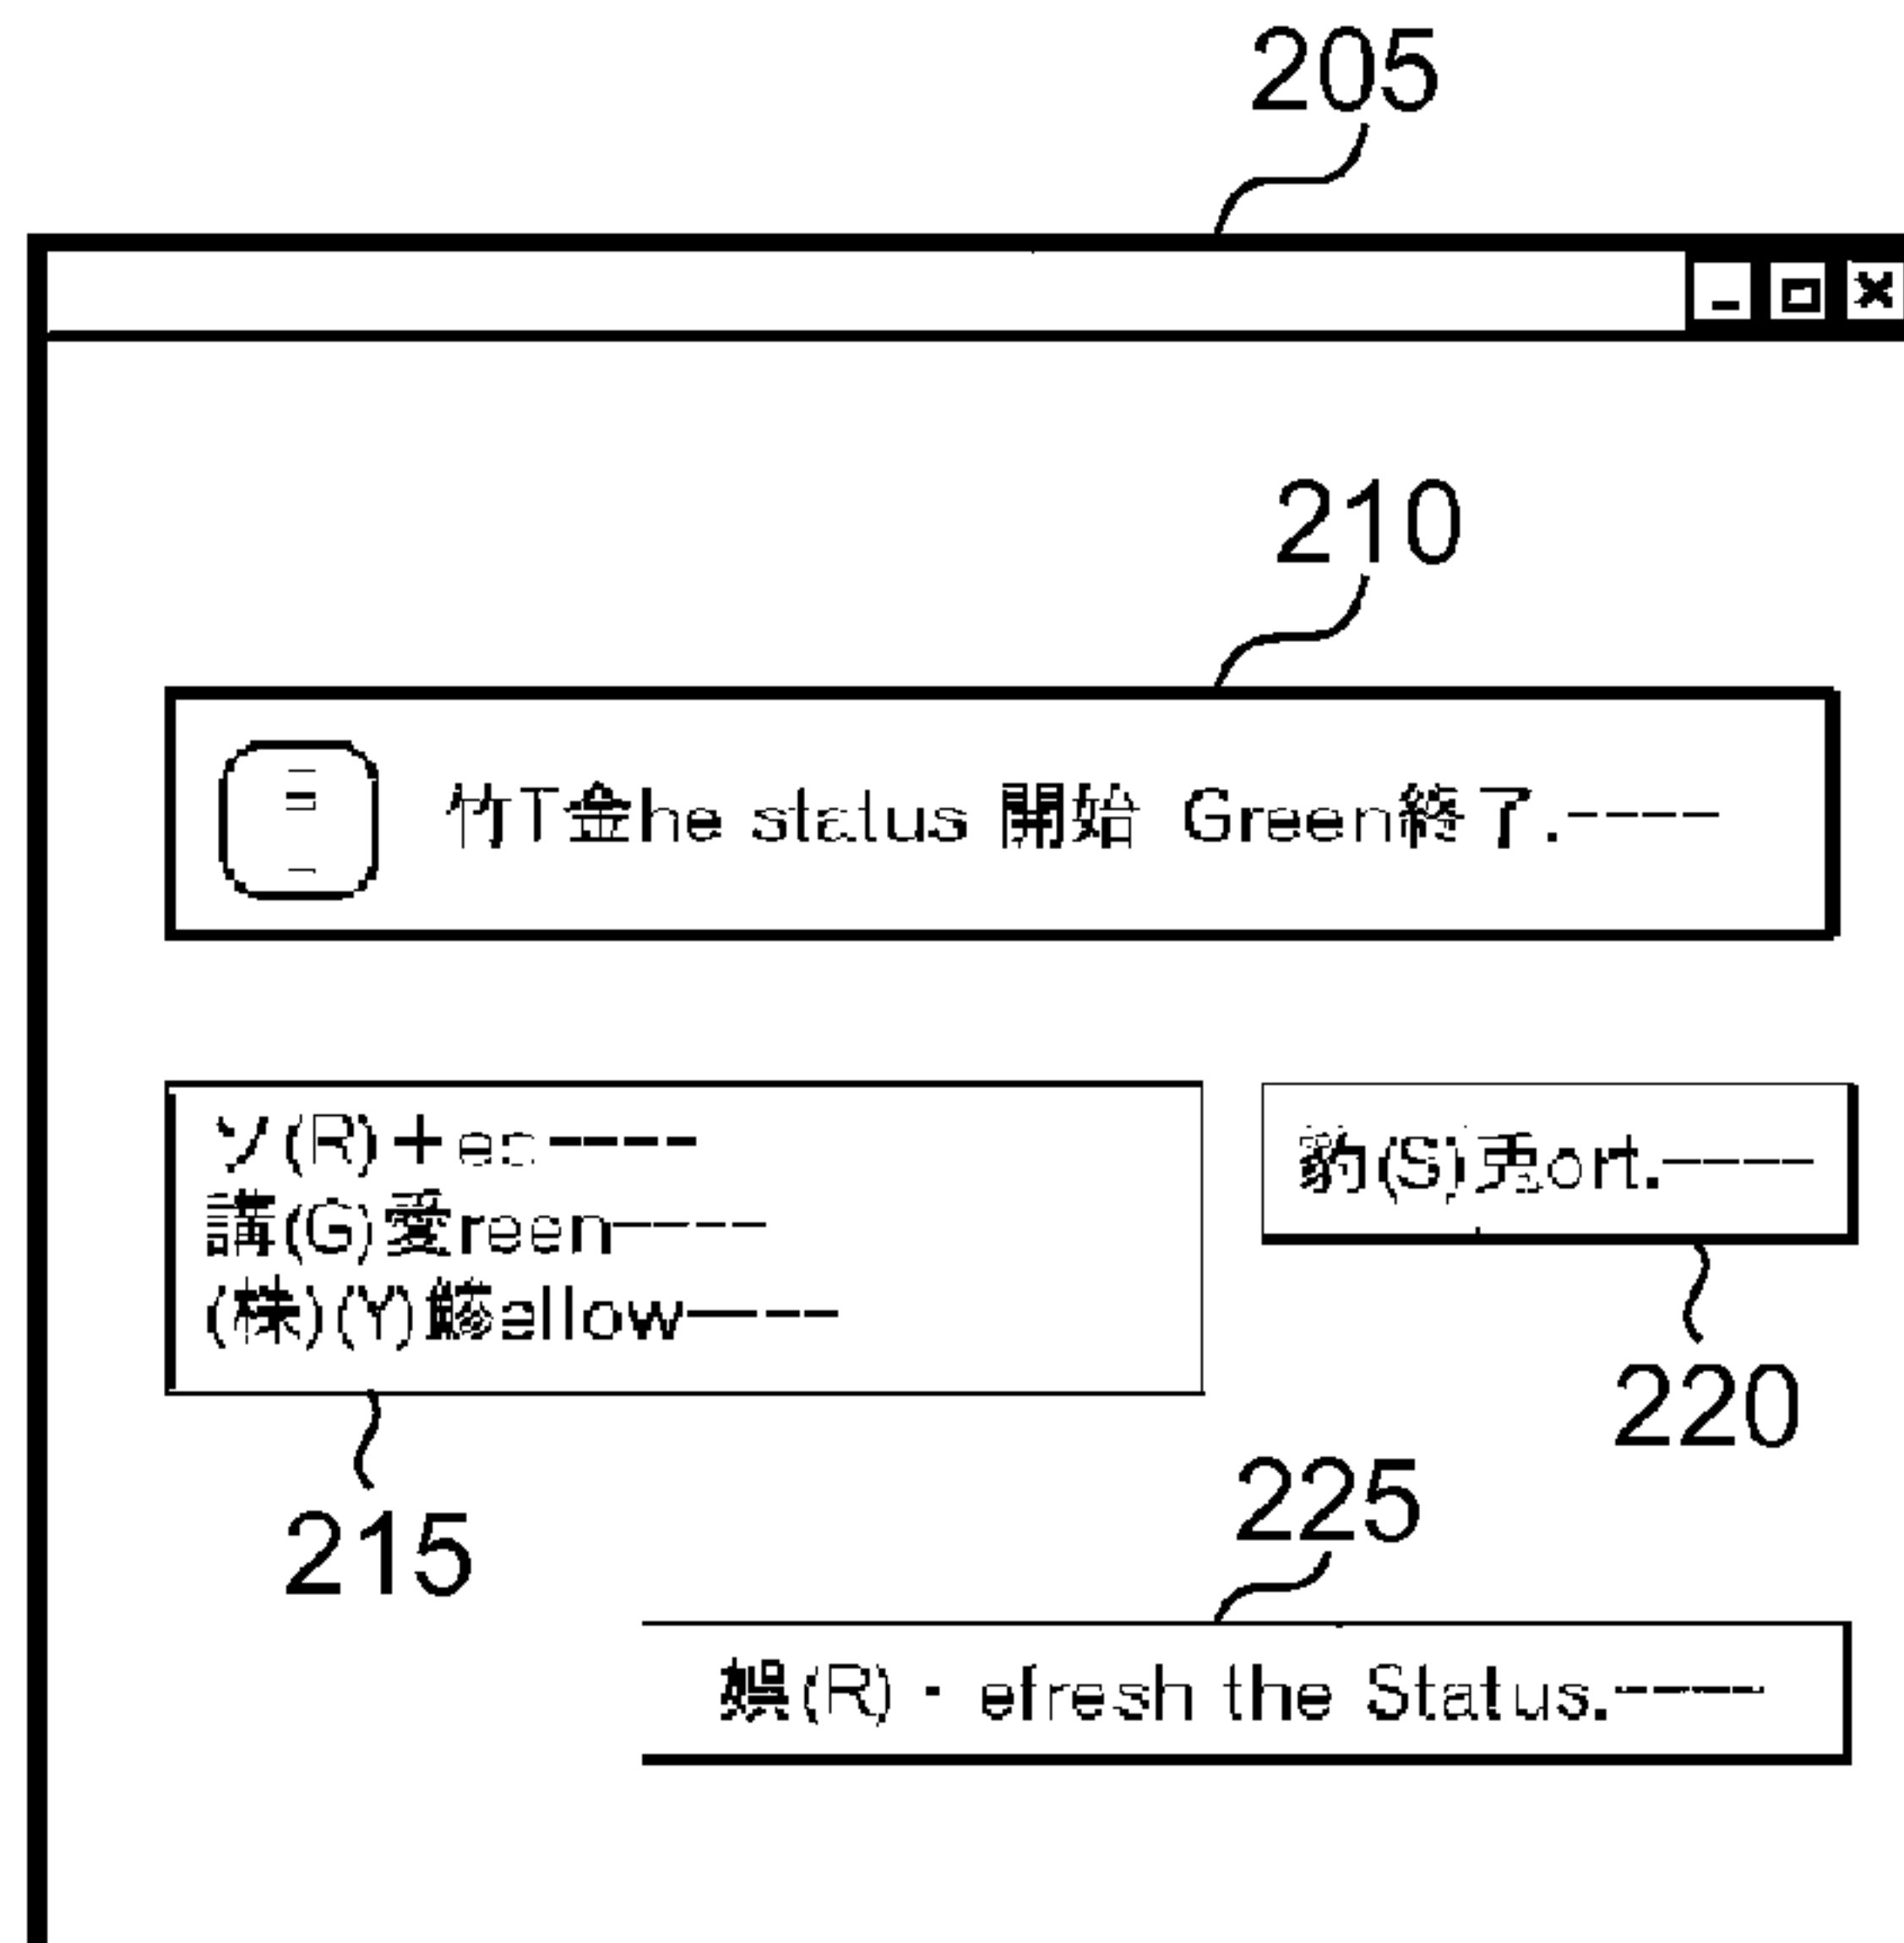 205
210
竹T金he status 開始 Green終了.----
ソ(R)+ed----
講(G)愛reen----
(株)(Y)鯵ellow----
豹(S)兎ort.----
220
215
225
娯(R)・efresh the Status.----